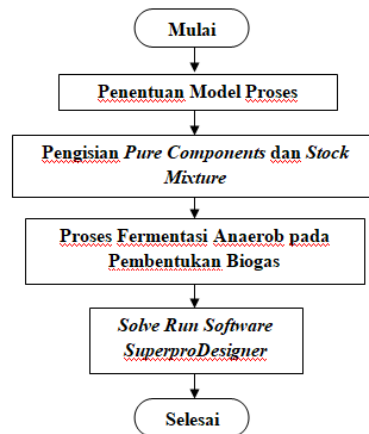 Mulai
Penentuan Model Proses
Pengisian Pure Components dan Stock
Mixture
Proses Fermentasi Anaerob pada
Pembentukan Biogas
Solve Run Software
SuperproDesigner
Selesai